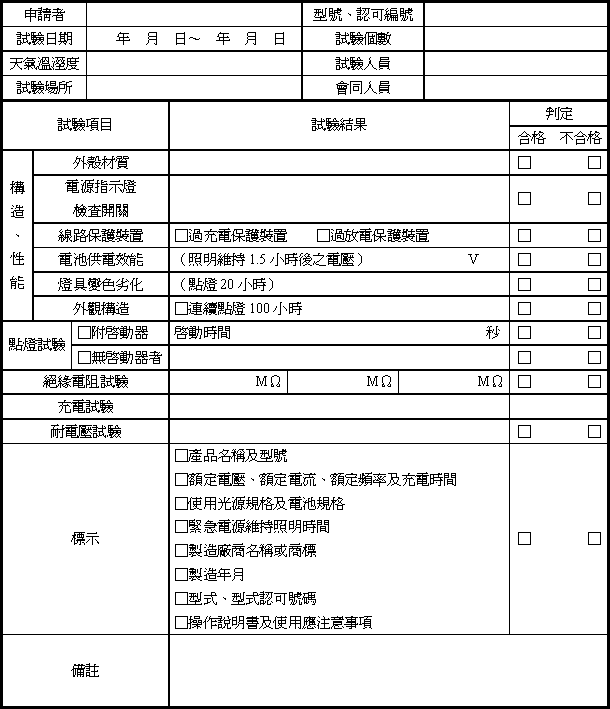 申請者 型號、認可編號
試驗日期 年 月 日～ 年 月 日 試驗個數
天氣溫溼度 試驗人員
試驗場所 會同人員
試驗項目 試驗結果 判定
合格 不合格
構造、性能
外殼材質 □ □
電源指示燈
檢查開關 □ □
線路保護裝置 □過充電保護裝置 □過放電保護裝置 □ □
電池供電效能 （照明維持 1.5 小時後之電壓） V □ □
燈具變色劣化 （點燈 20 小時） □ □
外觀構造 □連續點燈 100 小時 □ □
點燈試驗 □附啓動器 啓動時間 秒 □ □
□無啓動器者 □ □
絕緣電阻試驗 MΩ MΩ MΩ □ □
充電試驗
耐電壓試驗 □ □
標示
□產品名稱及型號
□額定電壓、額定電流、額定頻率及充電時間
□使用光源規格及電池規格
□緊急電源維持照明時間
□製造廠商名稱或商標
□製造年月
□型式、型式認可號碼
□操作說明書及使用應注意事項
□ □
備註